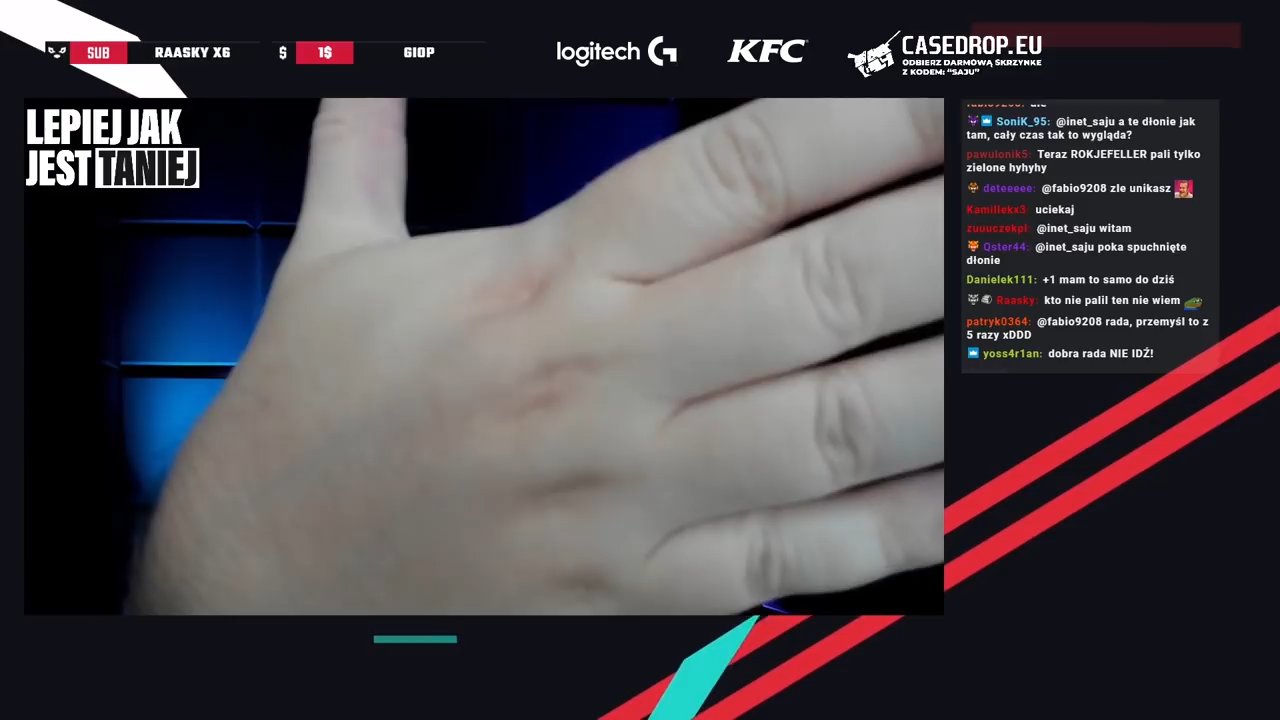 SUB RAASKY X6 $ 1$ GIOP
logitech G KFC
CASEDROP.EU
ODBIERZ DARMOWĄ SKRZYNKĘ
Z KODEM: "SAJU"
LEPIEJ JAK
JEST TANIEJ
SoniK_95: @inet_saju a te dłonie jak
tam, cały czas tak to wygląda?
pawulonik5: Teraz ROKJEFELLER pali tylko
zielone hyhyhy
deteeeee: @fabio9208 zle unikasz
Kamillekx3: uciekaj
zuuuczekpl: @inet_saju witam
Qster44: @inet_saju poka spuchnięte
dłonie
Danielek111: +1 mam to samo do dziś
Raasky: kto nie palil ten nie wiem
patryk0364: @fabio9208 rada, przemyśl to z
5 razy xDDD
yoss4r1an: dobra rada NIE IDŹ!